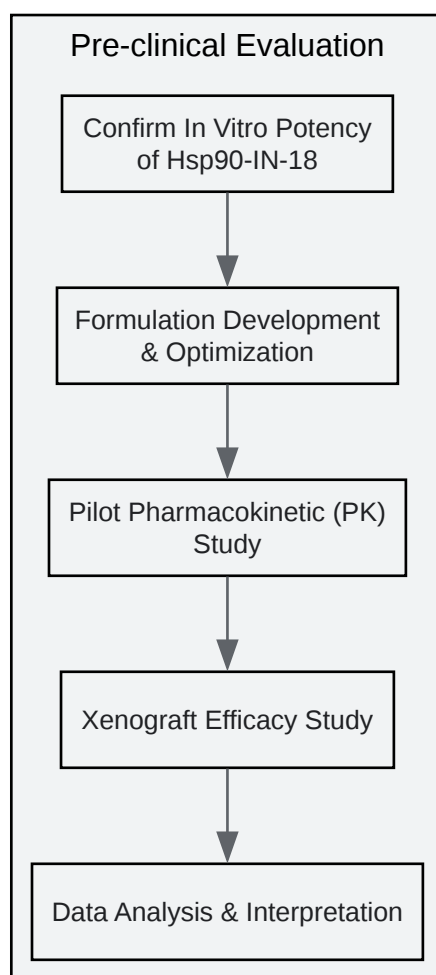 Pre-clinical Evaluation
Confirm In Vitro Potency
of Hsp90-IN-18
Formulation Development
& Optimization
Pilot Pharmacokinetic (PK)
Study
Xenograft Efficacy Study
Data Analysis & Interpretation